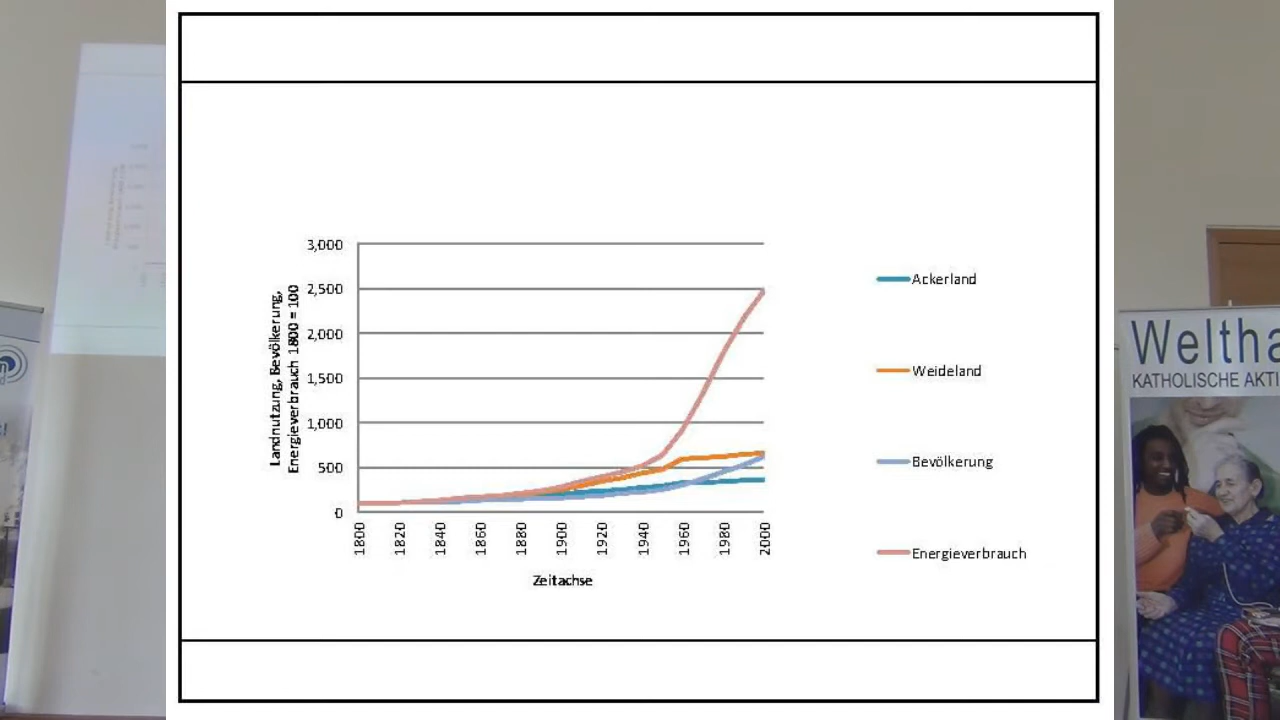 3,000
2,500
2,000
1,500
1,000
500
0
Landnutzung, Bevölkerung,
Energieverbrauch 1800 = 100
1800
1820
1840
1860
1880
1900
1920
1940
1960
1980
2000
Zeitachse
Ackerland
Weideland
Bevölkerung
Energieverbrauch
Weltha
KATHOLISCHE AKTI